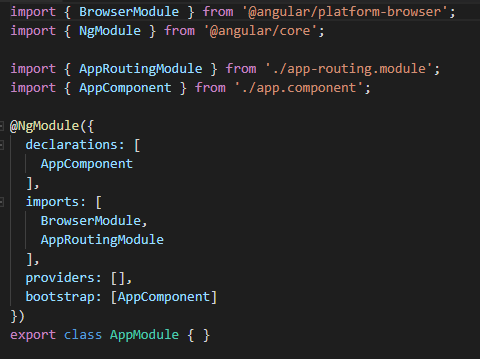 import { BrowserModule } from '@angular/platform-browser';
import { NgModule } from '@angular/core';
import { AppRoutingModule } from './app-routing.module';
import { AppComponent } from './app.component';
@NgModule({
declarations: [
AppComponent
],
imports: [
BrowserModule,
AppRoutingModule
],
providers: [],
bootstrap: [AppComponent]
})
export class AppModule { }